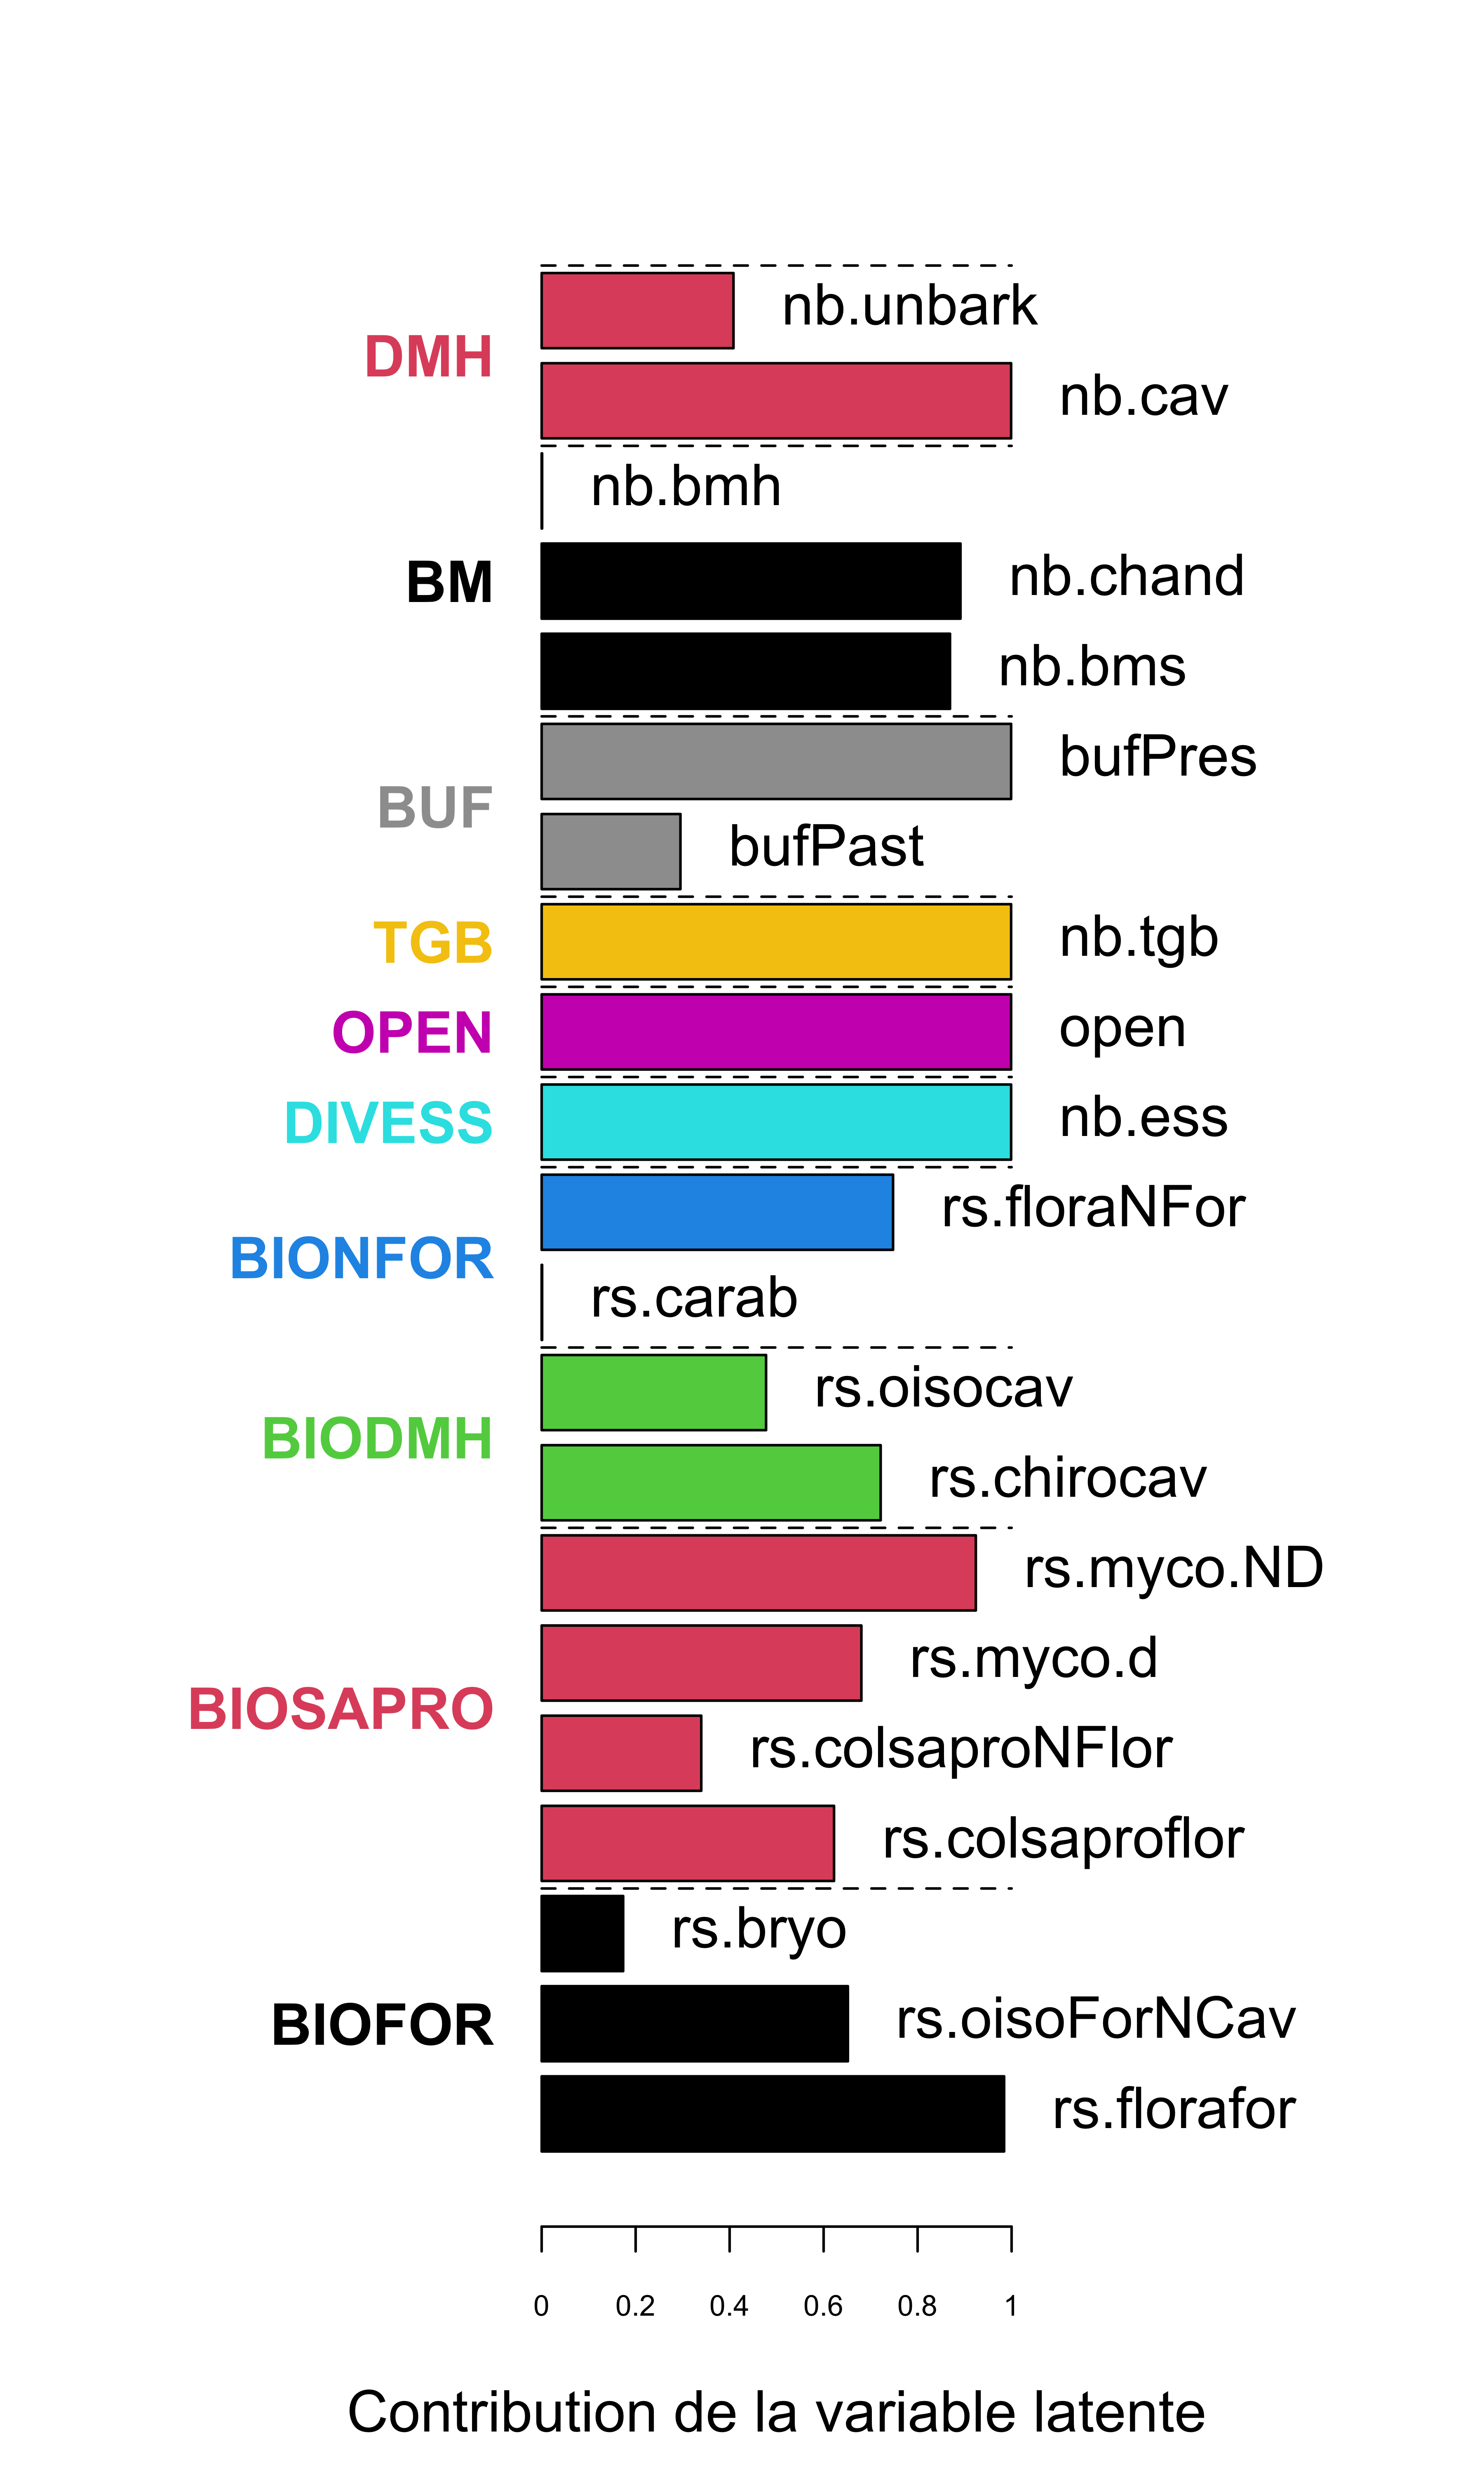 nb.unbark
DMH
nb.cav
nb.bmh
BM
nb.chand
nb.bms
bufPres
BUF
bufPast
TGB
nb.tgb
OPEN
open
DIVESS
nb.ess
rs.floraNFor
BIONFOR
rs.carab
rs.oisocav
BIODMH
rs.chirocav
rs.myco.ND
rs.myco.d
BIOSAPRO
rs.colsaproNFlor
rs.colsaproflor
rs.bryo
BIOFOR
rs.oisoForNCav
rs.florafor
0 0.2 0.4 0.6 0.8 1
Contribution de la variable latente